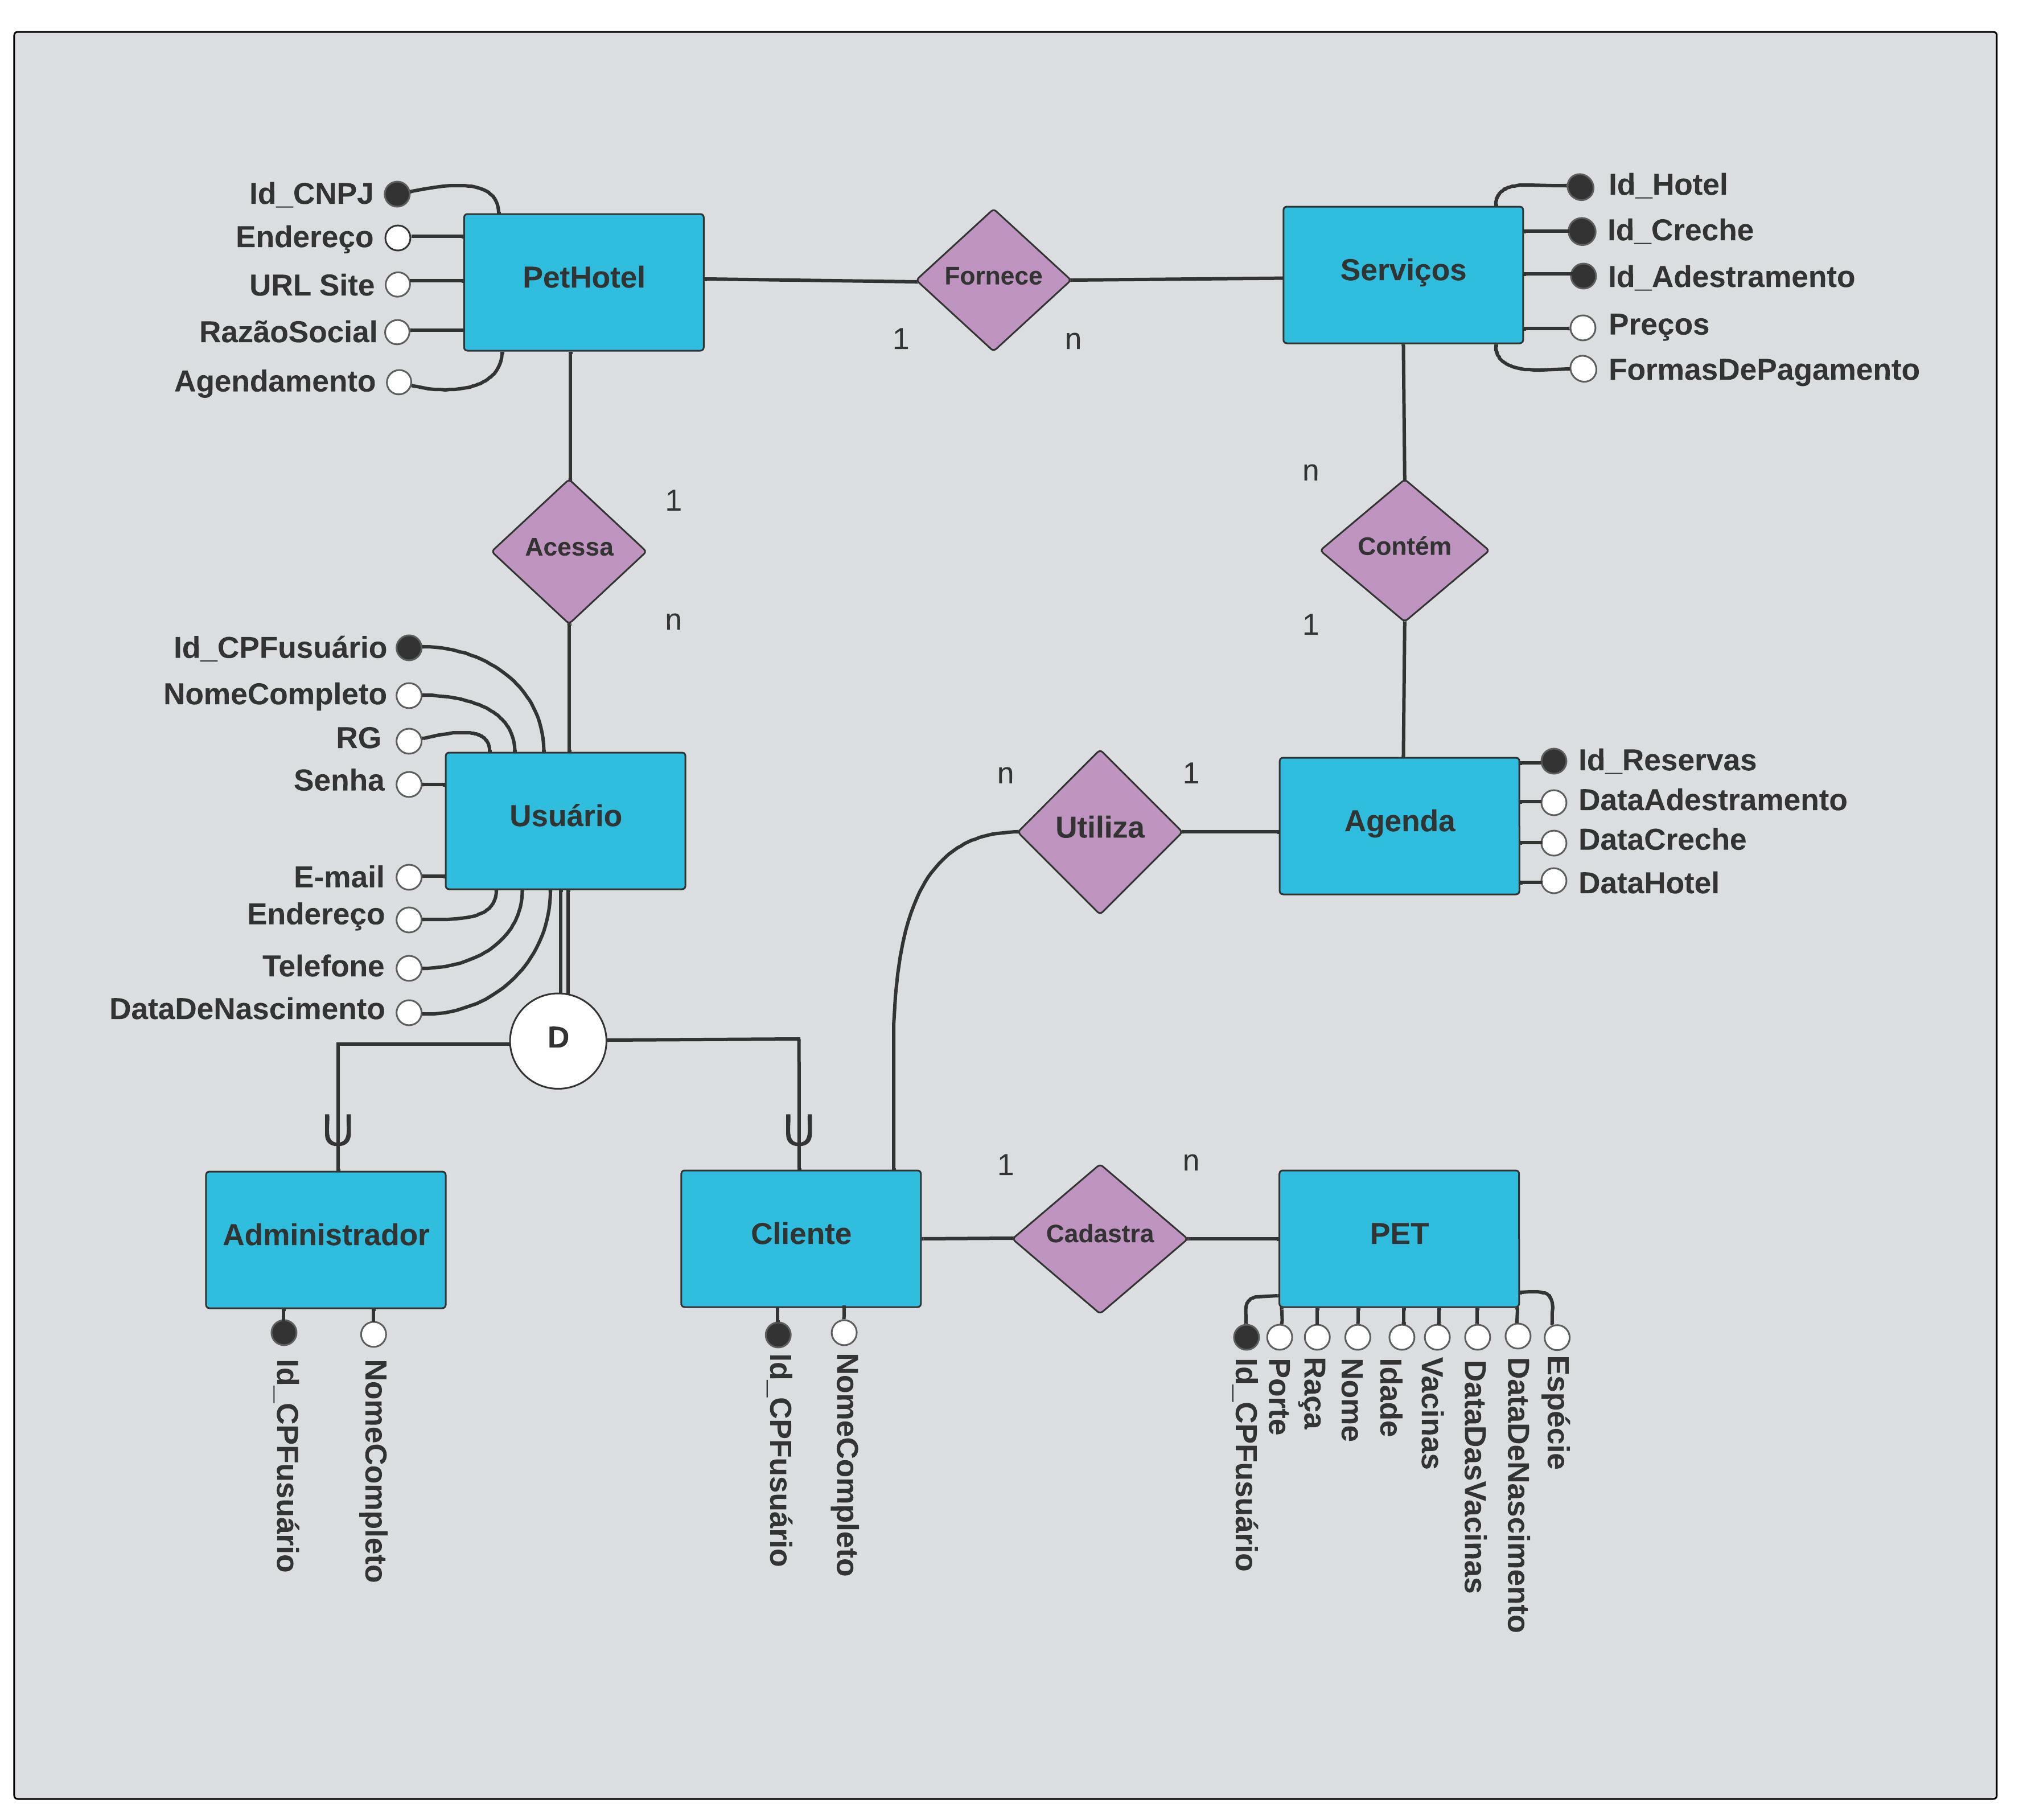 Id_CNPJ
Endereço
URL Site
RazãoSocial
Agendamento
PetHotel
Fornece
1
n
Serviços
Id_Hotel
Id_Creche
Id_Adestramento
Preços
FormasDePagamento
Acessa
1
n
Contém
n
1
Id_CPFusuário
NomeCompleto
RG
Senha
E-mail
Endereço
Telefone
DataDeNascimento
Usuário
n
Utiliza
1
Agenda
Id_Reservas
DataAdestramento
DataCreche
DataHotel
D
U
U
Administrador
Id_CPFusuário
NomeCompleto
Cliente
Id_CPFusuário
NomeCompleto
1
Cadastra
n
PET
Id_CPFusuário
Porte
Raça
Nome
Idade
Vacinas
DataDasVacinas
DataDeNascimento
Espécie